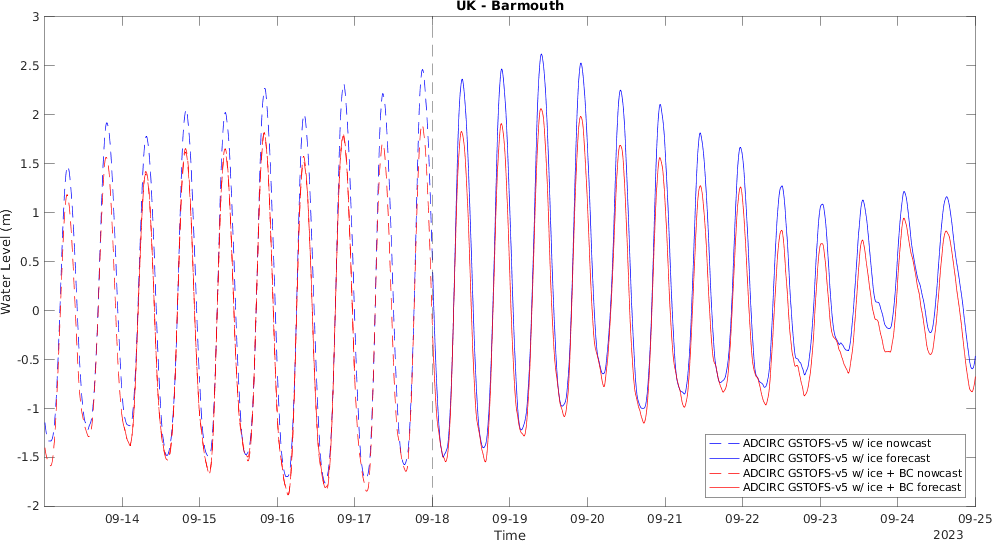 UK - Barmouth
3
2.5
2
1.5
1
0.5
0
-0.5
-1
-1.5
-2
Water Level (m)
09-14 09-15 09-16 09-17 09-18 09-19 09-20 09-21 09-22 09-23 09-24 09-25
Time
2023
ADCIRC GSTOFS-v5 w/ ice nowcast
ADCIRC GSTOFS-v5 w/ ice forecast
ADCIRC GSTOFS-v5 w/ ice + BC nowcast
ADCIRC GSTOFS-v5 w/ ice + BC forecast